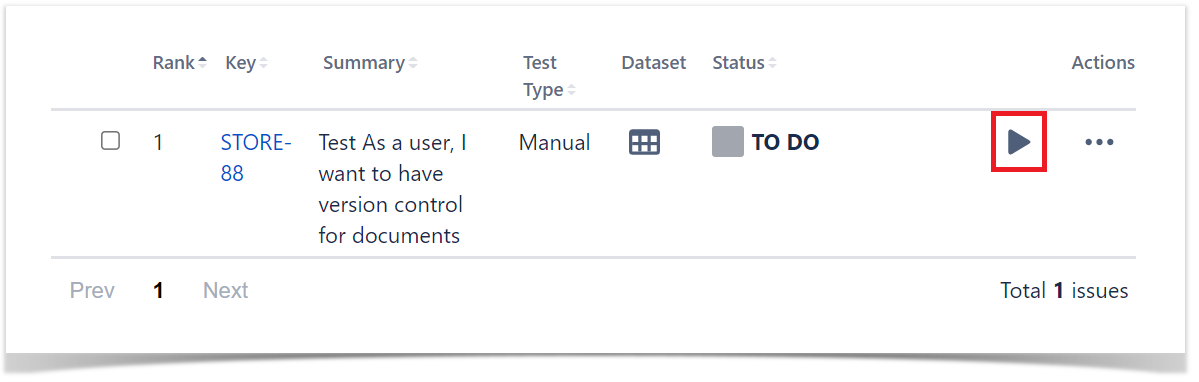 Rank Key Summary Test Type Dataset Status Actions
1 STORE-88 Test As a user, I want to have version control for documents Manual TO DO
Prev 1 Next Total 1 issues